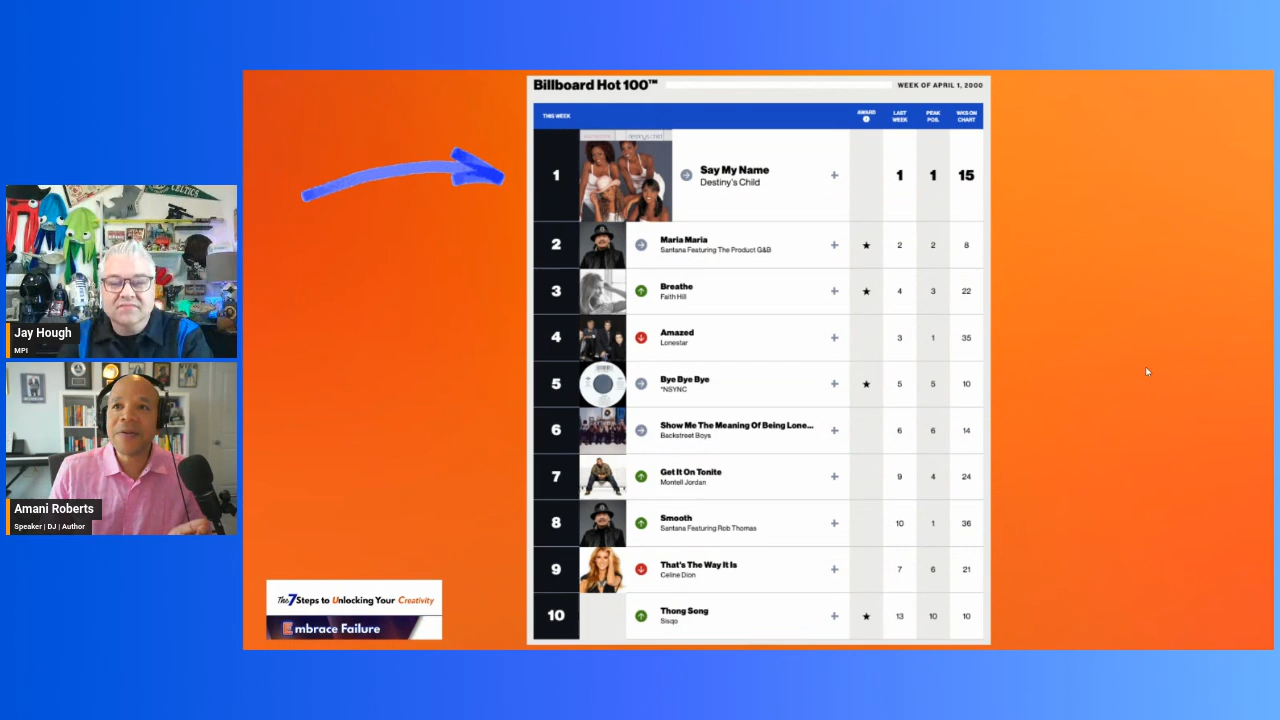 Billboard Hot 100™
WEEK OF APRIL 1, 2000
THIS WEEK
AWARD
LAST WEEK
PEAK POS.
WKS ON CHART
1
Say My Name
Destiny's Child
+ 1 1 15
2
Maria Maria
Santana Featuring The Product G&B
+ ★ 2 2 8
3
Breathe
Faith Hill
+ ★ 4 3 22
4
Amazed
Lonestar
+ 3 1 35
5
Bye Bye Bye
*NSYNC
+ ★ 5 5 10
6
Show Me The Meaning Of Being Lone...
Backstreet Boys
+ 6 6 14
7
Get It On Tonite
Montell Jordan
+ 9 4 24
8
Smooth
Santana Featuring Rob Thomas
+ 10 1 36
9
That's The Way It Is
Celine Dion
+ 7 6 21
10
Thong Song
Sisqo
+ ★ 13 10 10
CELTICS
Jay Hough
MPI
Amani Roberts
Speaker | DJ | Author
The 7 Steps to Unlocking Your Creativity
Embrace Failure